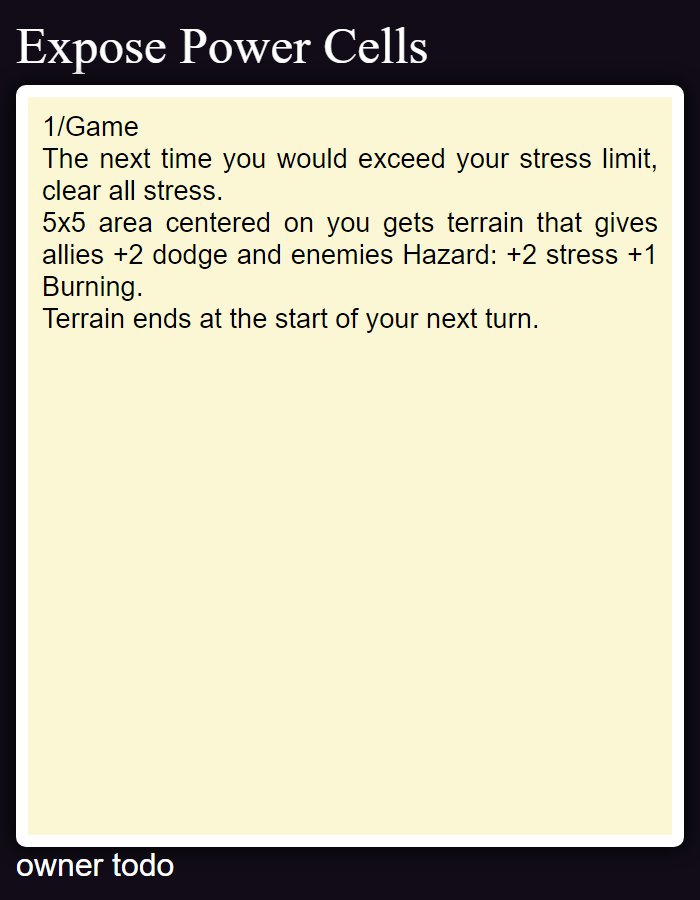 Expose Power Cells
1/Game
The next time you would exceed your stress limit,
clear all stress.
5x5 area centered on you gets terrain that gives
allies +2 dodge and enemies Hazard: +2 stress +1
Burning.
Terrain ends at the start of your next turn.
owner todo